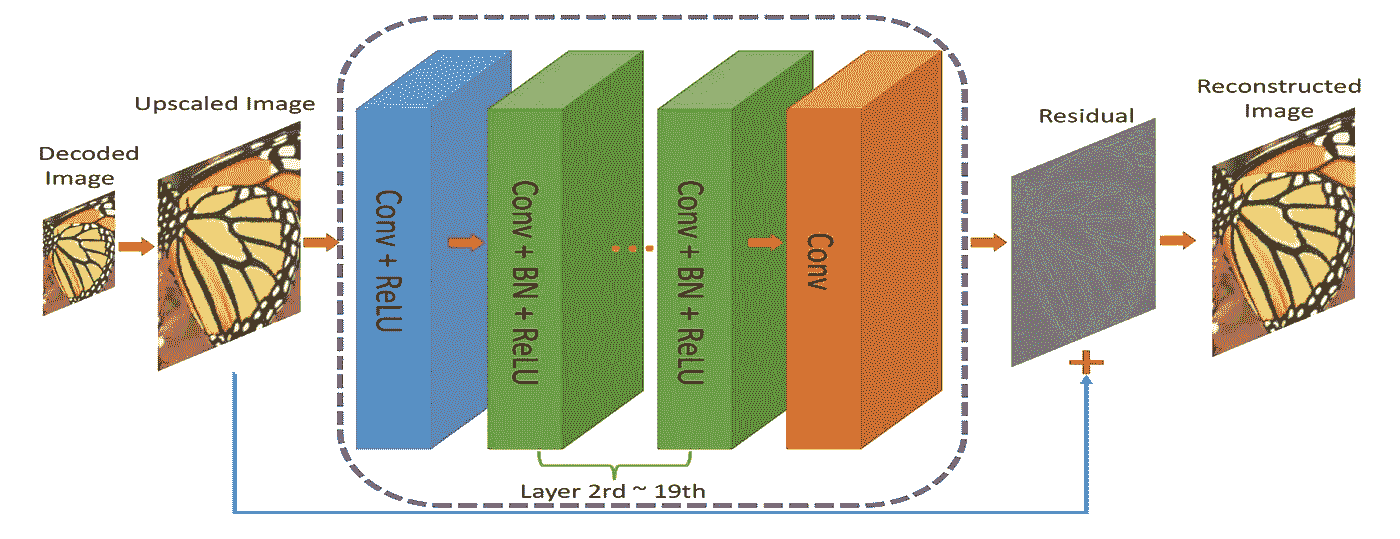 Decoded
Image
Upscaled Image
Conv + ReLU
Conv + BN + ReLU
Conv + BN + ReLU
Conv
Layer 2rd ~ 19th
Residual
+
Reconstructed
Image